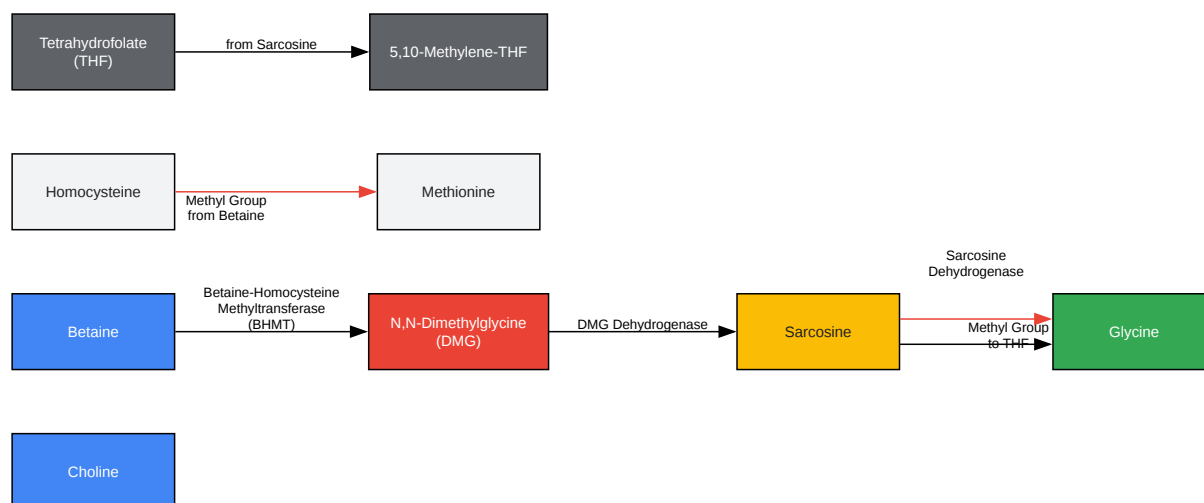 Tetrahydrofolate
(THF)
from Sarcosine
5,10-Methylene-THF
Homocysteine
Methyl Group
from Betaine
Methionine
Betaine
Betaine-Homocysteine
Methyltransferase
(BHMT)
N,N-Dimethylglycine
(DMG)
DMG Dehydrogenase
Sarcosine
Sarcosine
Dehydrogenase
Methyl Group
to THF
Glycine
Choline